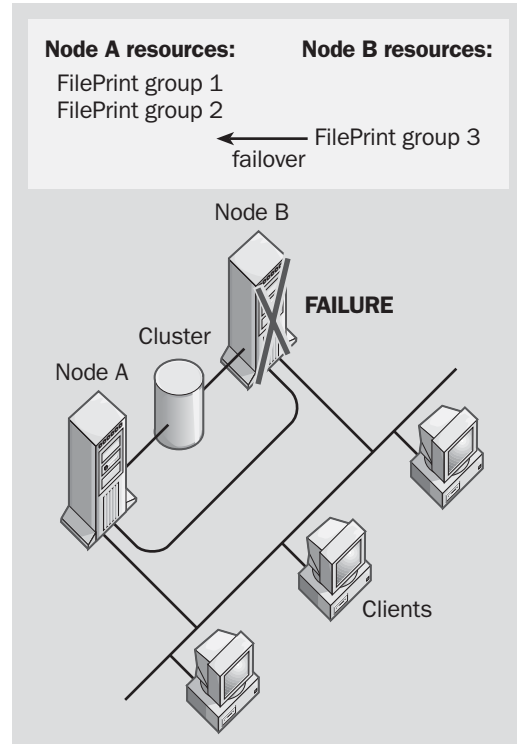 Node A resources: Node B resources:
FilePrint group 1
FilePrint group 2
FilePrint group 3
failover
Node B
FAILURE
Cluster
Node A
Clients